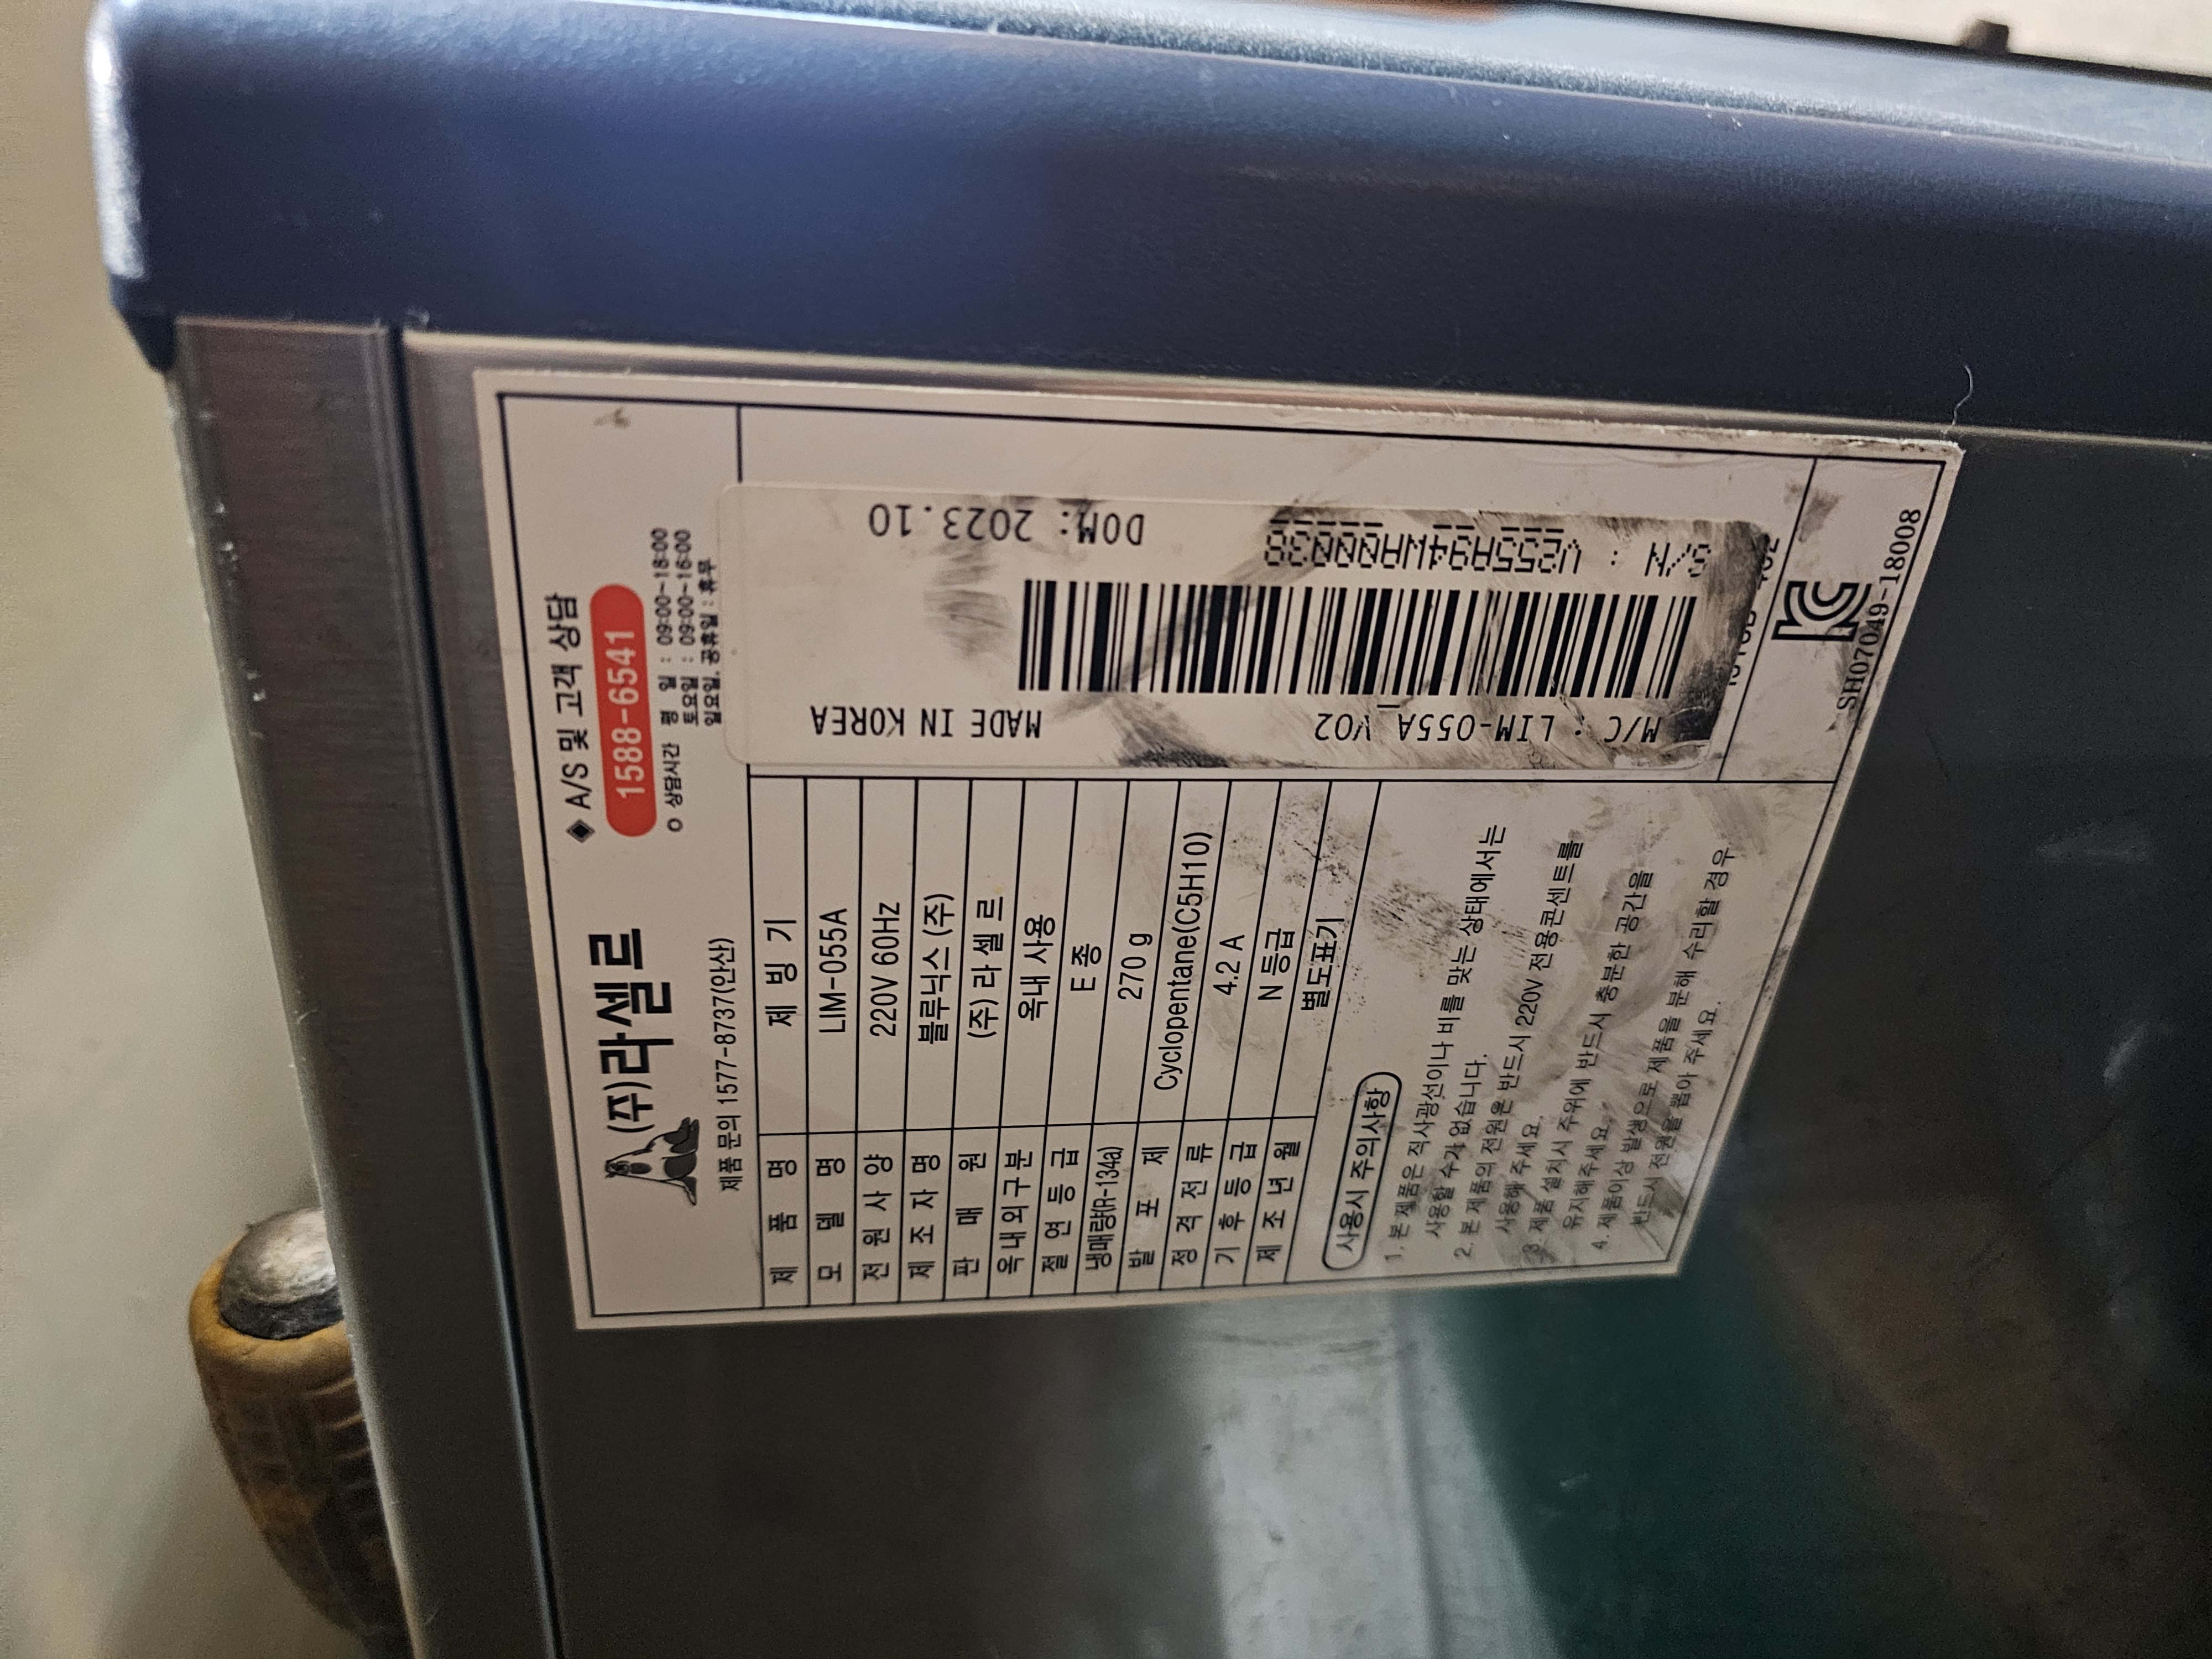 (주)라셀르
제품 문의 1577-8737(안산)
◆ A/S 및 고객 상담
1588-6541
○ 상담시간 평 일 : 09:00~18:00
토요일 : 09:00~16:00
일요일, 공휴일 : 휴무
제 품 명 제 빙 기
모 델 명 LIM-055A
전 원 사 양 220V 60Hz
제 조 자 명 블루닉스 (주)
판 매 원 (주) 라 셀 르
옥내외구분 옥내 사용
절 연 등 급 E 종
냉매량(R-134a) 270 g
발 포 제 Cyclopentane(C5H10)
정 격 전 류 4.2 A
기 후 등 급 N 등급
제 조 년 월 별도표기
M/C : LIM-055A_V02 MADE IN KOREA
S/N : DOM: 2023.10
SH07049-18008
사용시 주의사항
1. 본 제품은 직사광선이나 비를 맞는 상태에서는
사용할 수가 없습니다.
2. 본 제품의 전원은 반드시 220V 전용콘센트를
사용해 주세요.
3. 제품 설치시 주위에 반드시 충분한 공간을
유지해주세요.
4. 제품이상 발생으로 제품을 분해 수리할 경우
반드시 전원을 뽑아 주세요.